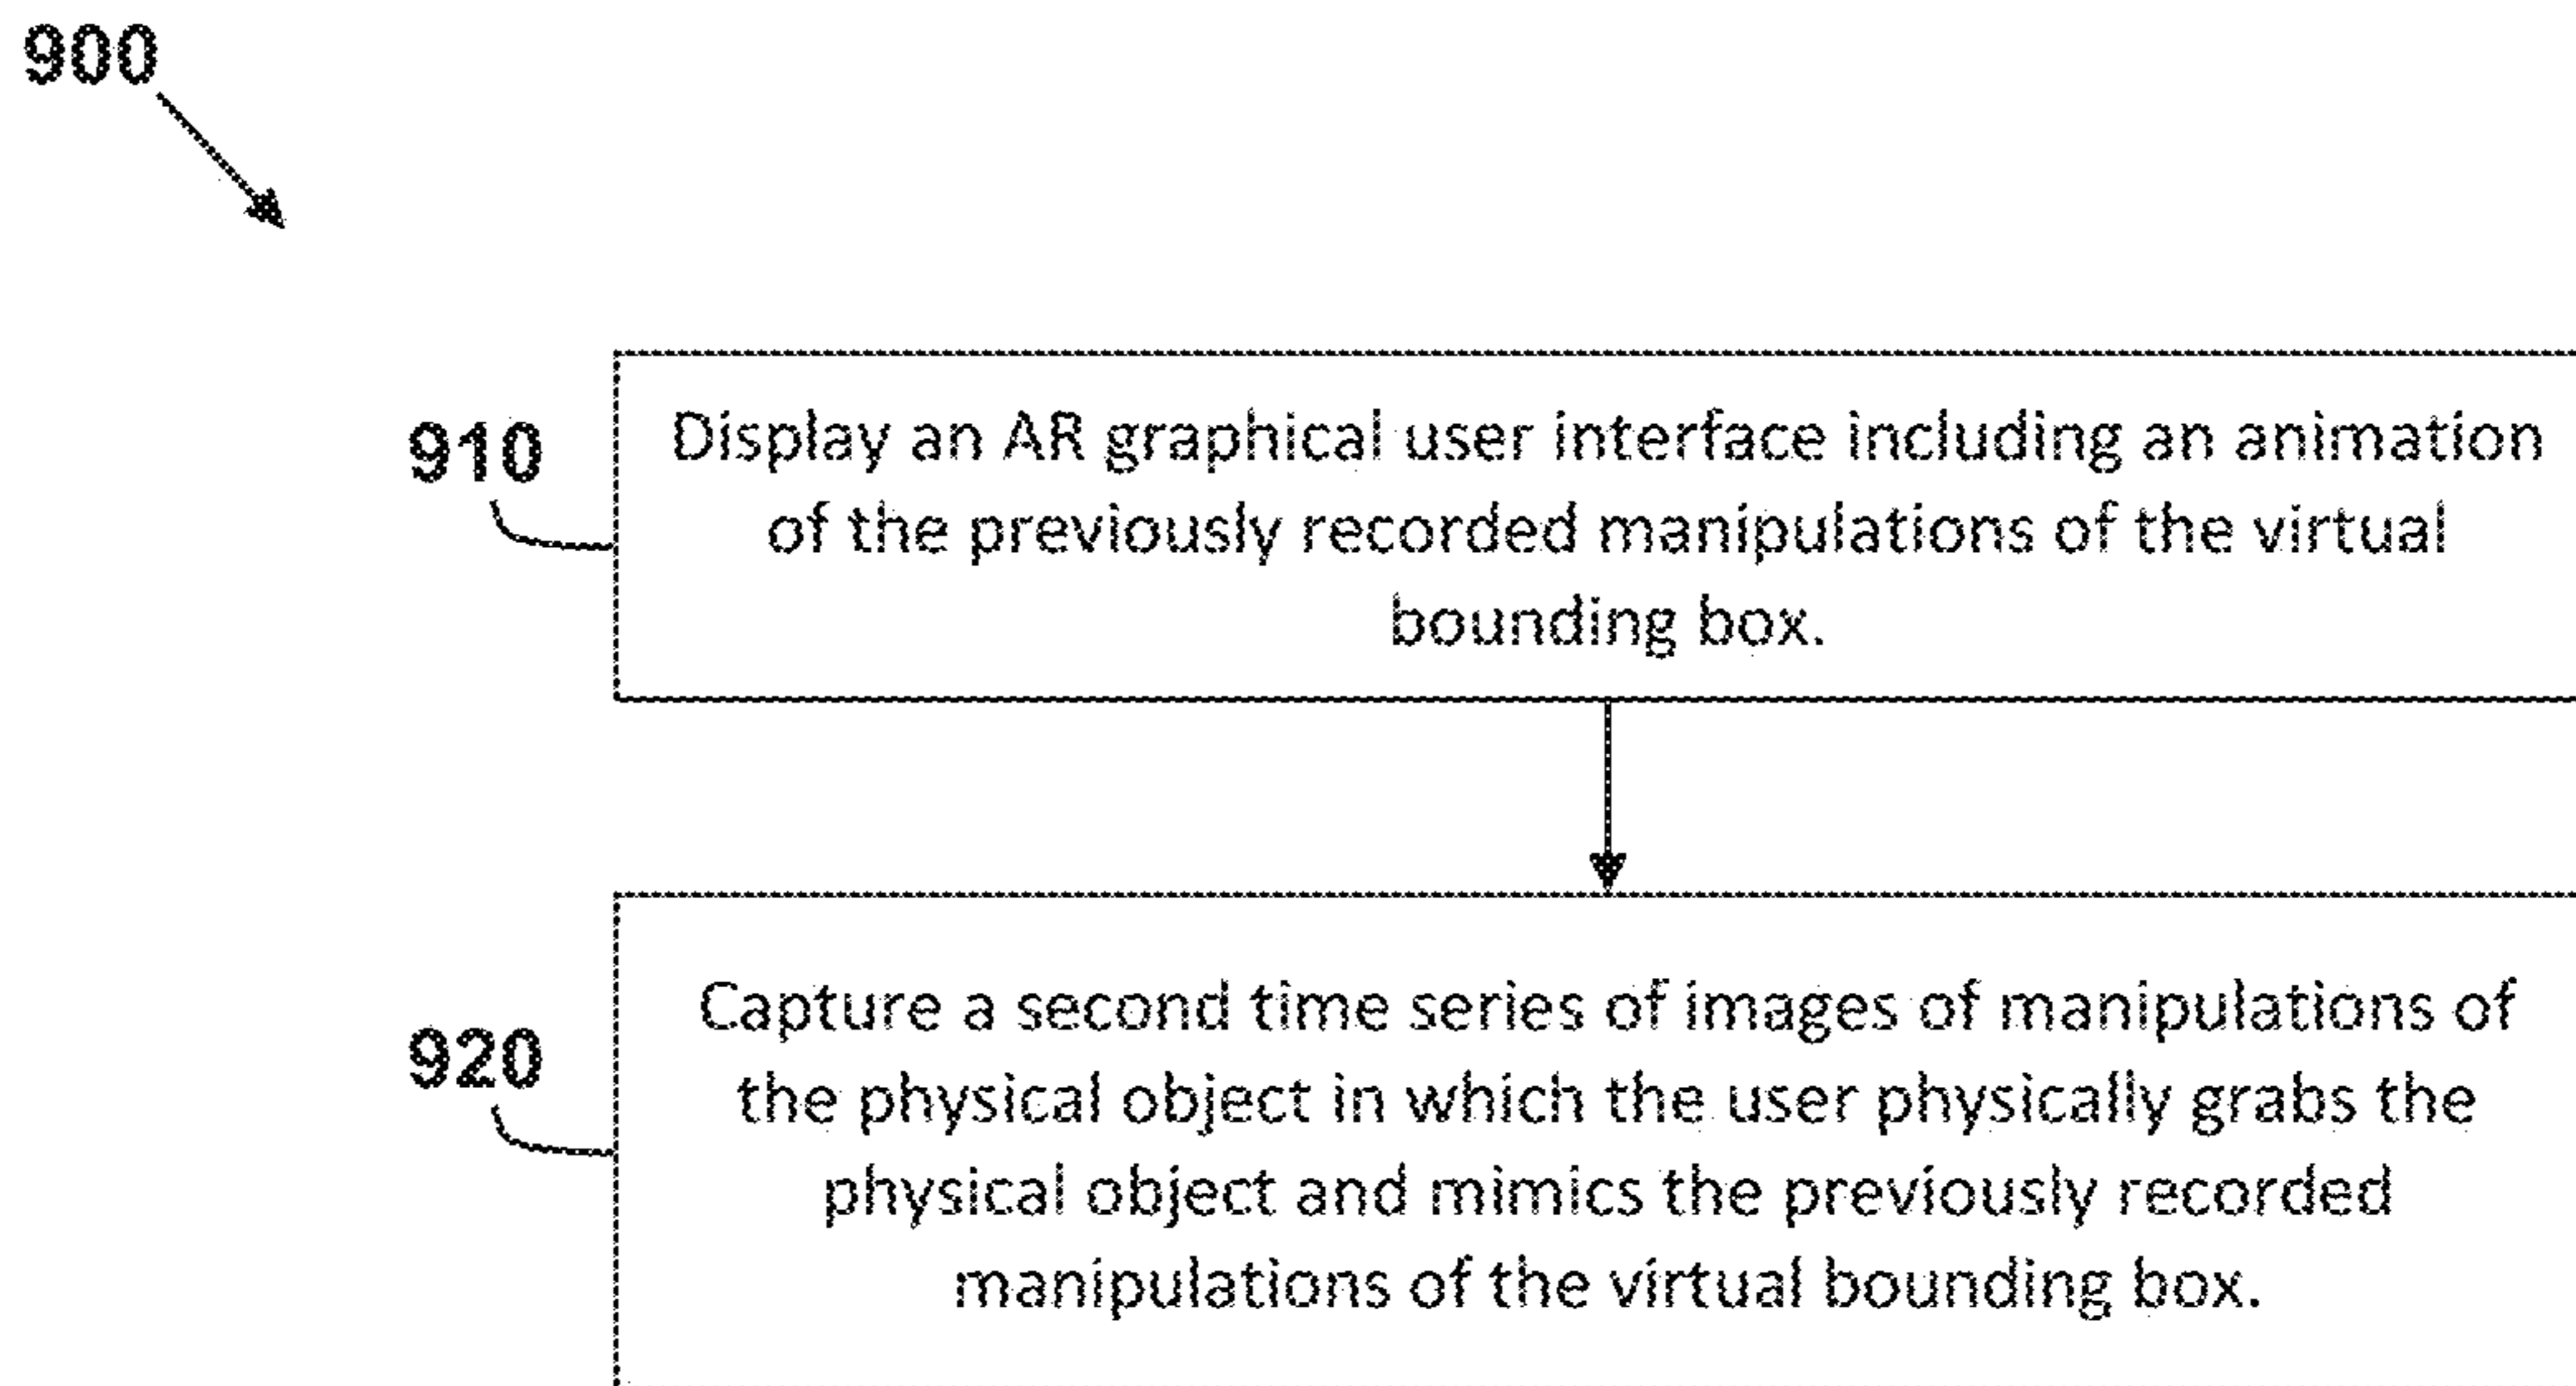 900
910
Display an AR graphical user interface including an animation
of the previously recorded manipulations of the virtual
bounding box.
920
Capture a second time series of images of manipulations of
the physical object in which the user physically grabs the
physical object and mimics the previously recorded
manipulations of the virtual bounding box.